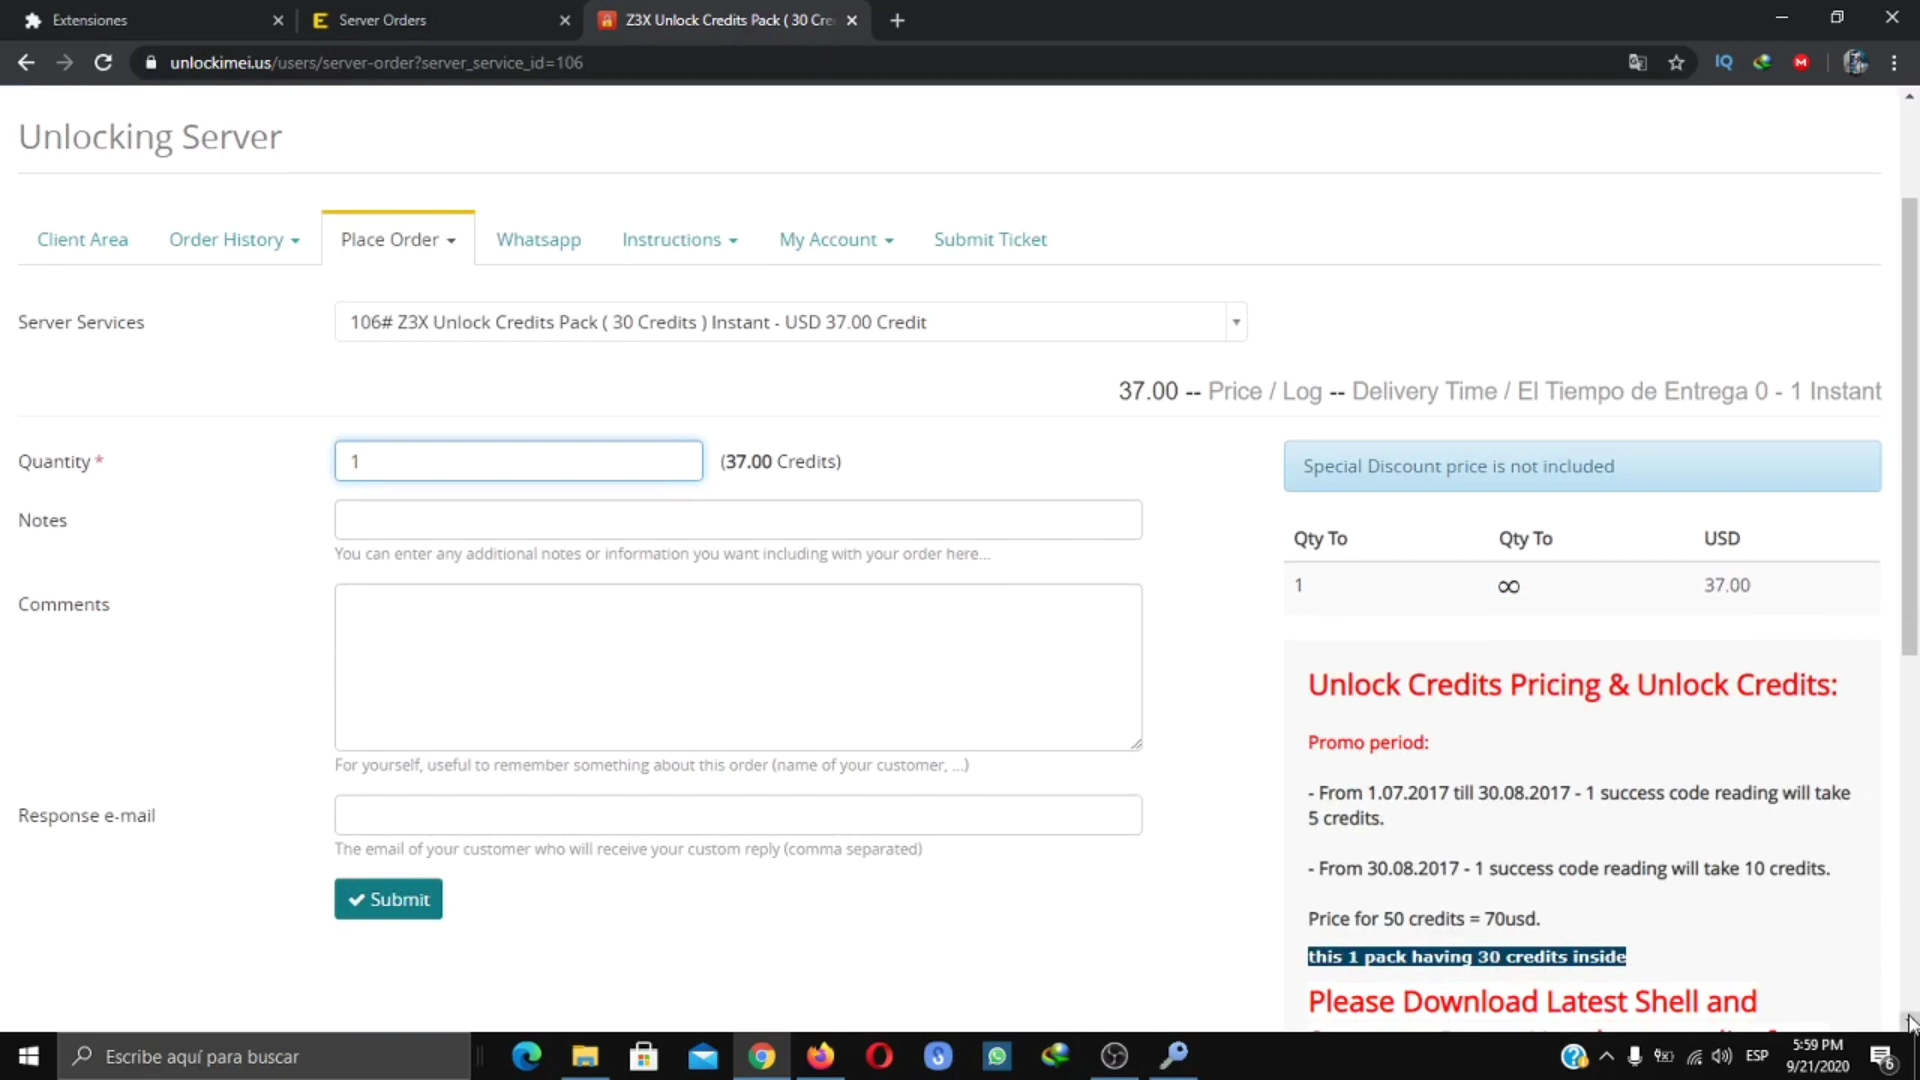 Extensiones
Server Orders
Z3X Unlock Credits Pack ( 30 Cre
unlockimei.us/users/server-order?server_service_id=106
IQ
Unlocking Server
Client Area
Order History
Place Order
Whatsapp
Instructions
My Account
Submit Ticket
Server Services
106# Z3X Unlock Credits Pack ( 30 Credits ) Instant - USD 37.00 Credit
37.00 -- Price / Log -- Delivery Time / El Tiempo de Entrega 0 - 1 Instant
Quantity *
1
(37.00 Credits)
Special Discount price is not included
Notes
You can enter any additional notes or information you want including with your order here...
Qty To Qty To USD
1 ∞ 37.00
Comments
For yourself, useful to remember something about this order (name of your customer, ...)
Response e-mail
The email of your customer who will receive your custom reply (comma separated)
Submit
Unlock Credits Pricing & Unlock Credits:
Promo period:
- From 1.07.2017 till 30.08.2017 - 1 success code reading will take
5 credits.
- From 30.08.2017 - 1 success code reading will take 10 credits.
Price for 50 credits = 70usd.
this 1 pack having 30 credits inside
Please Download Latest Shell and
Escribe aquí para buscar
ESP
5:59 PM
9/21/2020
6